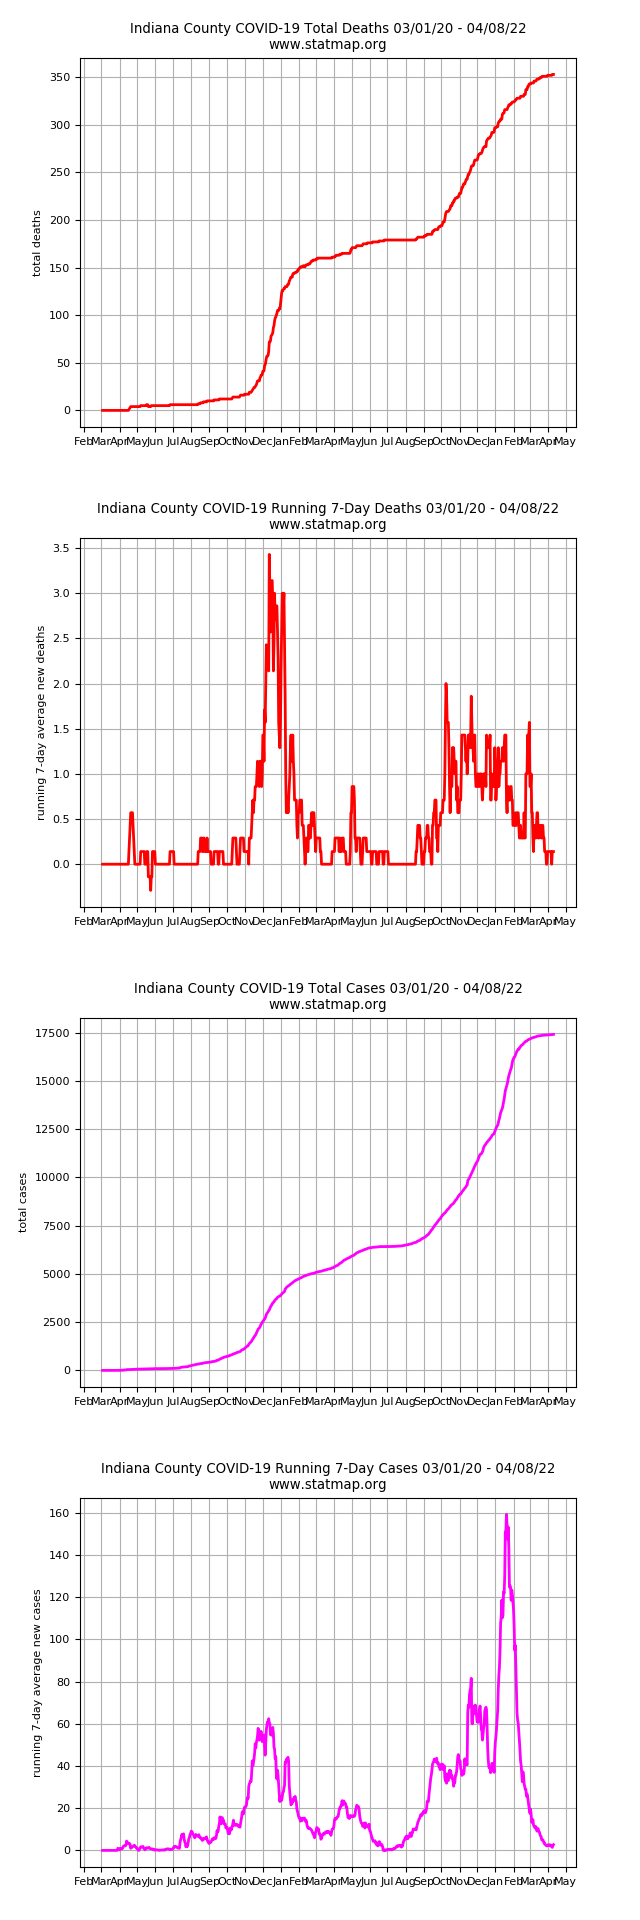 Indiana County COVID-19 Total Deaths 03/01/20 - 04/08/22
www.statmap.org
350
300
250
200
150
100
50
0
total deaths
Feb Mar Apr May Jun Jul Aug Sep Oct Nov Dec Jan Feb Mar Apr May Jun Jul Aug Sep Oct Nov Dec Jan Feb Mar Apr May
Indiana County COVID-19 Running 7-Day Deaths 03/01/20 - 04/08/22
www.statmap.org
3.5
3.0
2.5
2.0
1.5
1.0
0.5
0.0
running 7-day average new deaths
Feb Mar Apr May Jun Jul Aug Sep Oct Nov Dec Jan Feb Mar Apr May Jun Jul Aug Sep Oct Nov Dec Jan Feb Mar Apr May
Indiana County COVID-19 Total Cases 03/01/20 - 04/08/22
www.statmap.org
17500
15000
12500
10000
7500
5000
2500
0
total cases
Feb Mar Apr May Jun Jul Aug Sep Oct Nov Dec Jan Feb Mar Apr May Jun Jul Aug Sep Oct Nov Dec Jan Feb Mar Apr May
Indiana County COVID-19 Running 7-Day Cases 03/01/20 - 04/08/22
www.statmap.org
160
140
120
100
80
60
40
20
0
running 7-day average new cases
Feb Mar Apr May Jun Jul Aug Sep Oct Nov Dec Jan Feb Mar Apr May Jun Jul Aug Sep Oct Nov Dec Jan Feb Mar Apr May